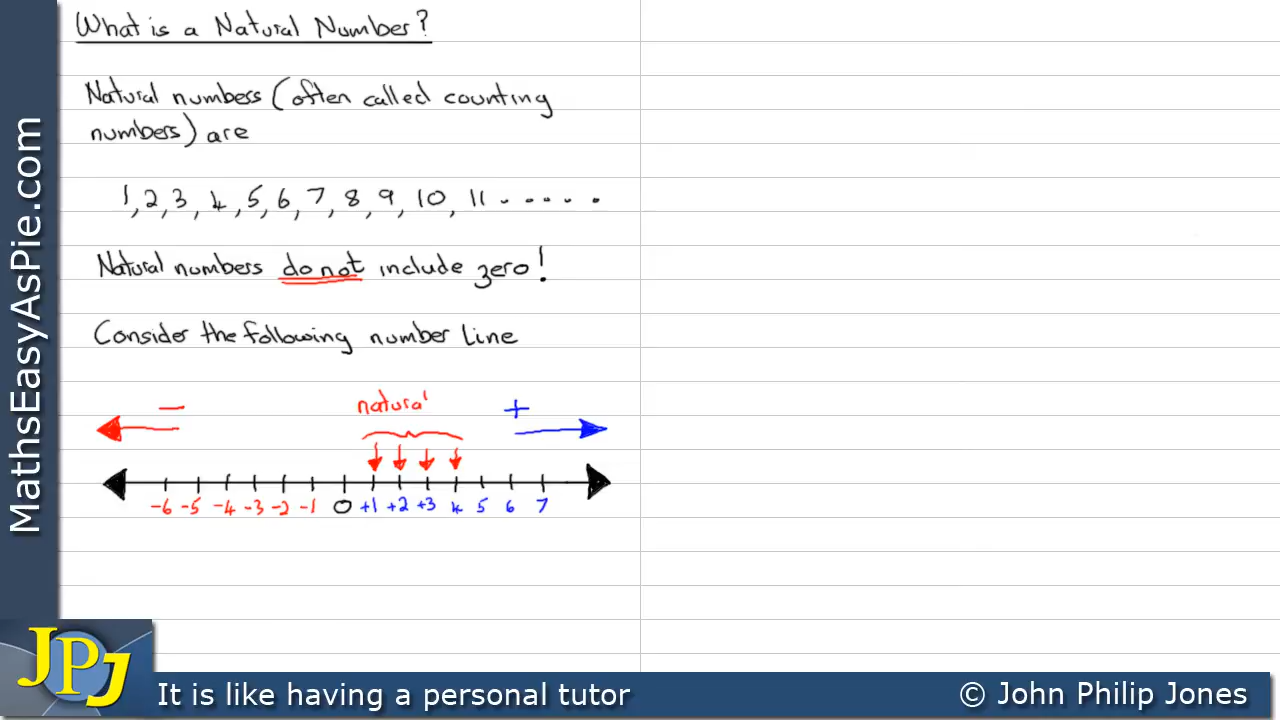 What is a Natural Number?
Natural numbers (often called counting
numbers) are
1, 2, 3, 4, 5, 6, 7, 8, 9, 10, 11 . . . . .
Natural numbers do not include zero!
Consider the following number line
− natural +
-6 -5 -4 -3 -2 -1 0 +1 +2 +3 4 5 6 7
MathsEasyAsPie.com
JPJ
It is like having a personal tutor
© John Philip Jones